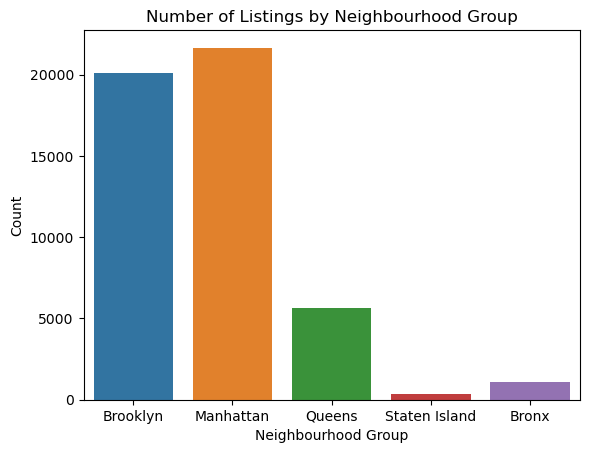 Number of Listings by Neighbourhood Group
20000
15000
10000
5000
0
Count
Brooklyn Manhattan Queens Staten Island Bronx
Neighbourhood Group